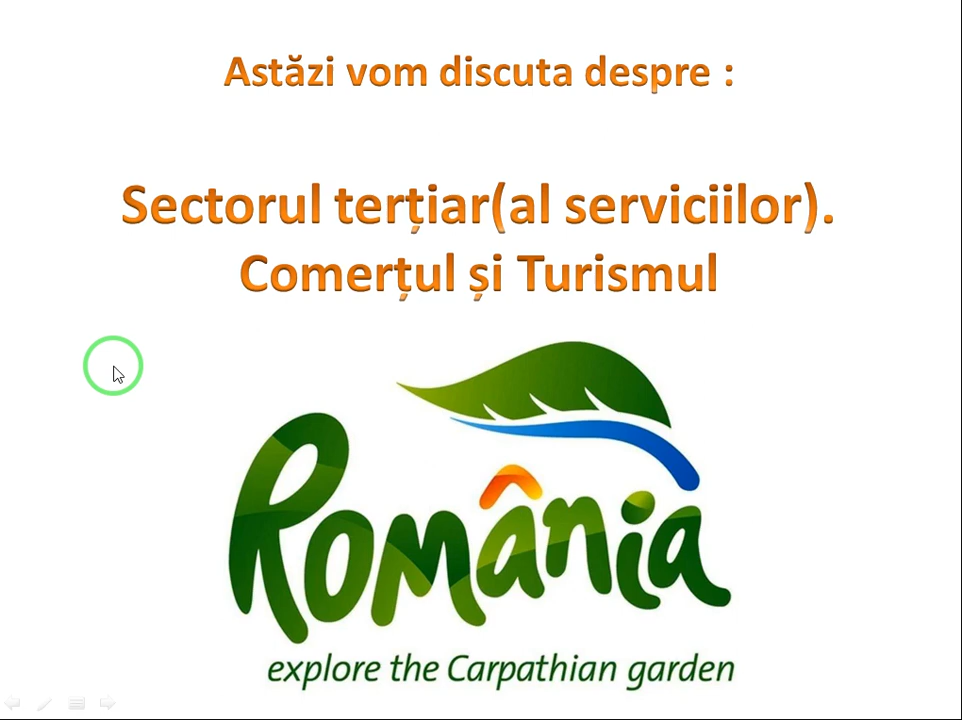 Astăzi vom discuta despre :
Sectorul terțiar(al serviciilor).
Comerțul și Turismul
România
explore the Carpathian garden